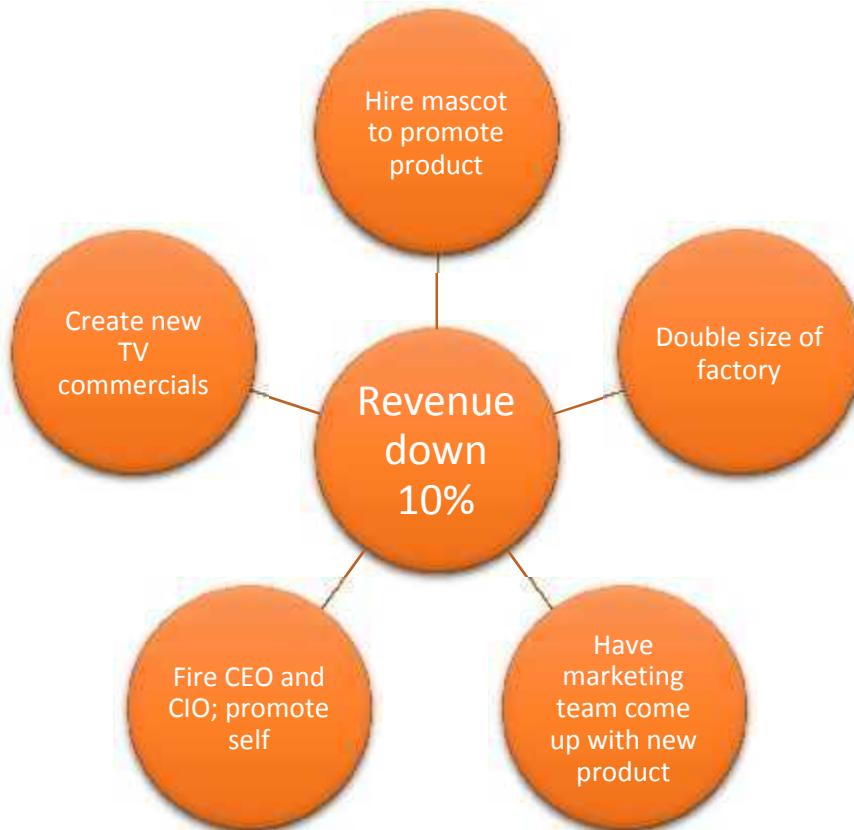 Hire mascot
to promote
product
Create new
TV
commercials
Double size of
factory
Revenue
down
10%
Fire CEO and
CIO; promote
self
Have
marketing
team come
up with new
product